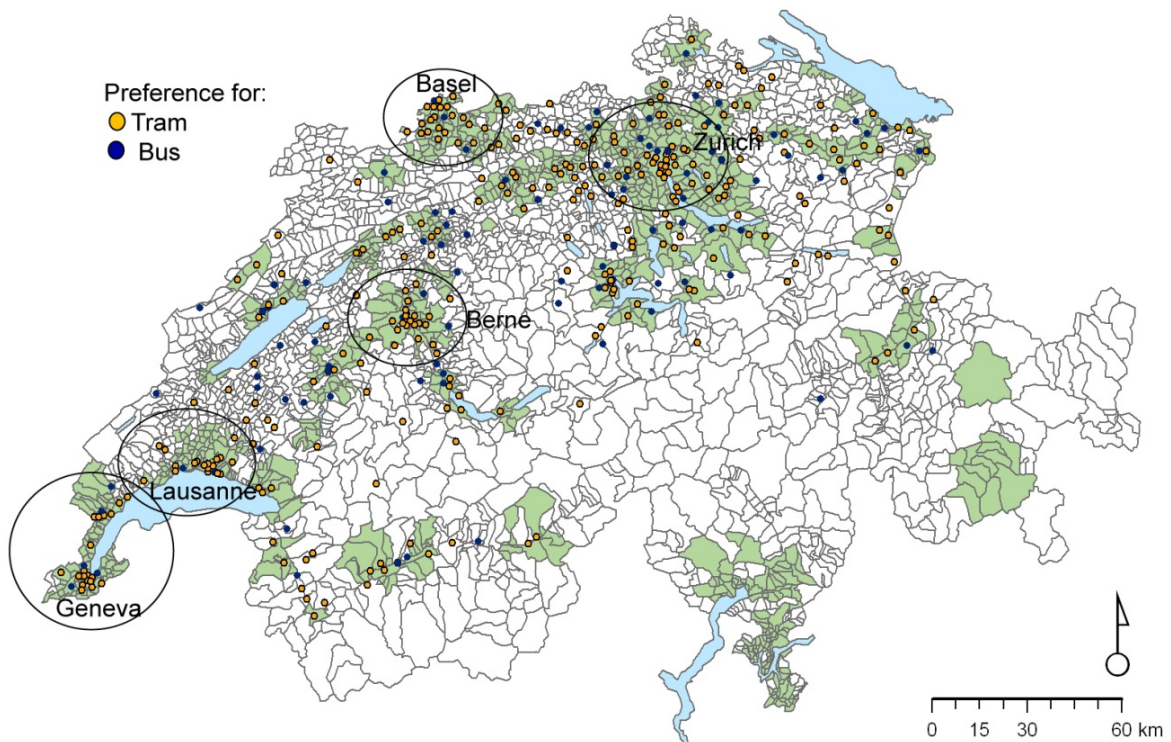 Preference for:
Tram
Bus
Basel
Zurich
Berne
Lausanne
Geneva
0 15 30 60 km